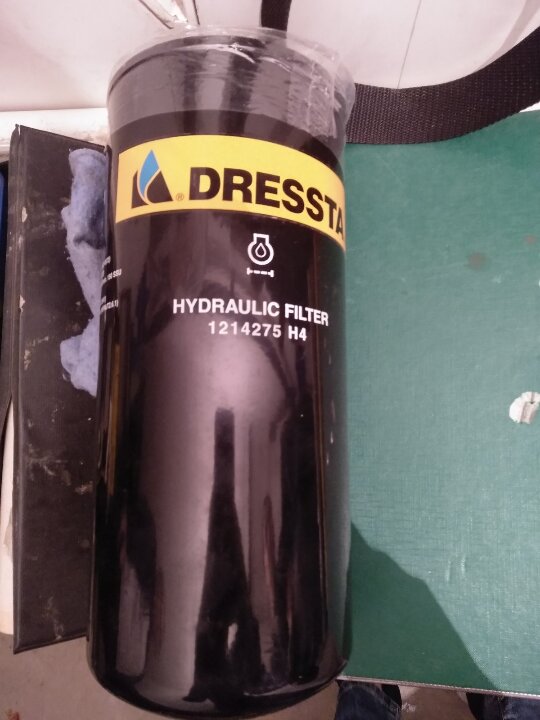 ® DRESSTA
HYDRAULIC FILTER
1214275 H4